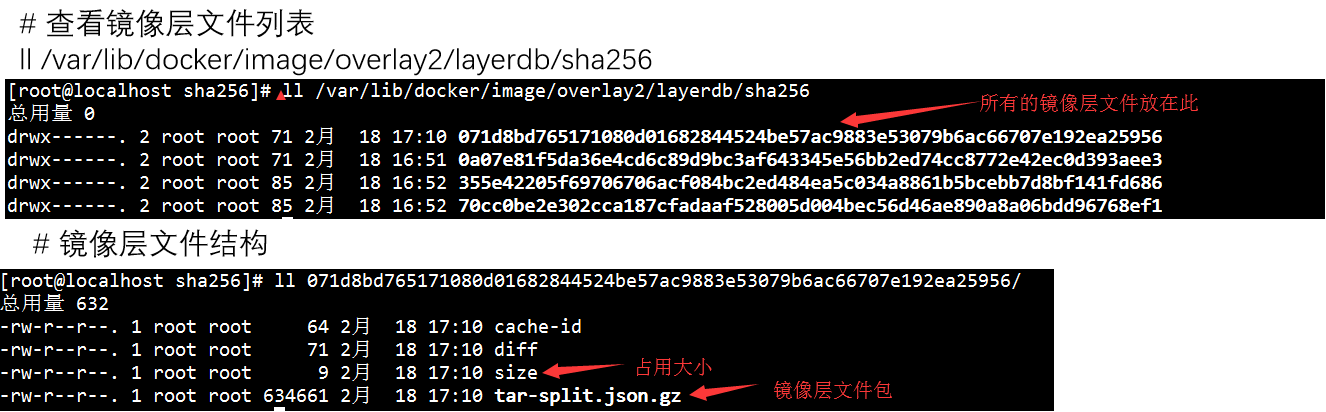 # 查看镜像层文件列表
ll /var/lib/docker/image/overlay2/layerdb/sha256
[root@localhost sha256]# ll /var/lib/docker/image/overlay2/layerdb/sha256
所有的镜像层文件放在此
总用量 0
drwx------. 2 root root 71 2月  18 17:10 071d8bd765171080d01682844524be57ac9883e53079b6ac66707e192ea25956
drwx------. 2 root root 71 2月  18 16:51 0a07e81f5da36e4cd6c89d9bc3af643345e56bb2ed74cc8772e42ec0d393aee3
drwx------. 2 root root 85 2月  18 16:52 355e42205f69706706acf084bc2ed484ea5c034a8861b5bcebb7d8bf141fd686
drwx------. 2 root root 85 2月  18 16:52 70cc0be2e302cca187cfadaaf528005d004bec56d46ae890a8a06bdd96768ef1
# 镜像层文件结构
[root@localhost sha256]# ll 071d8bd765171080d01682844524be57ac9883e53079b6ac66707e192ea25956/
总用量 632
-rw-r--r--. 1 root root     64 2月  18 17:10 cache-id
-rw-r--r--. 1 root root     71 2月  18 17:10 diff
-rw-r--r--. 1 root root      9 2月  18 17:10 size 占用大小
-rw-r--r--. 1 root root 634661 2月  18 17:10 tar-split.json.gz 镜像层文件包